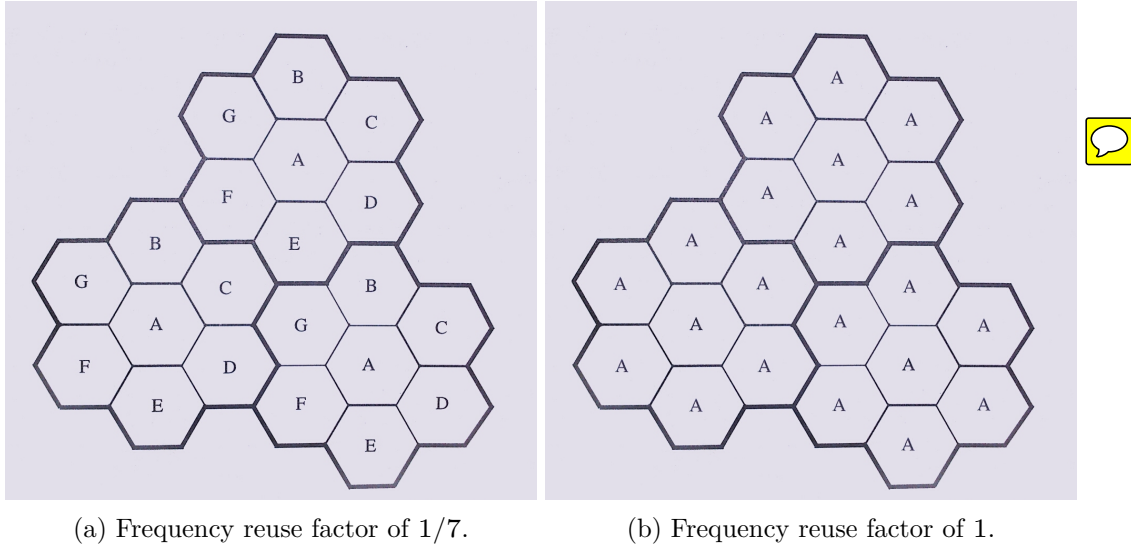 B
G C
A
F D
B E
G C B
A G C
F D A
E F D
E
(a) Frequency reuse factor of 1/7.
A
A A
A
A A
A A
A A A
A A A
A A A
A A A
A
(b) Frequency reuse factor of 1.